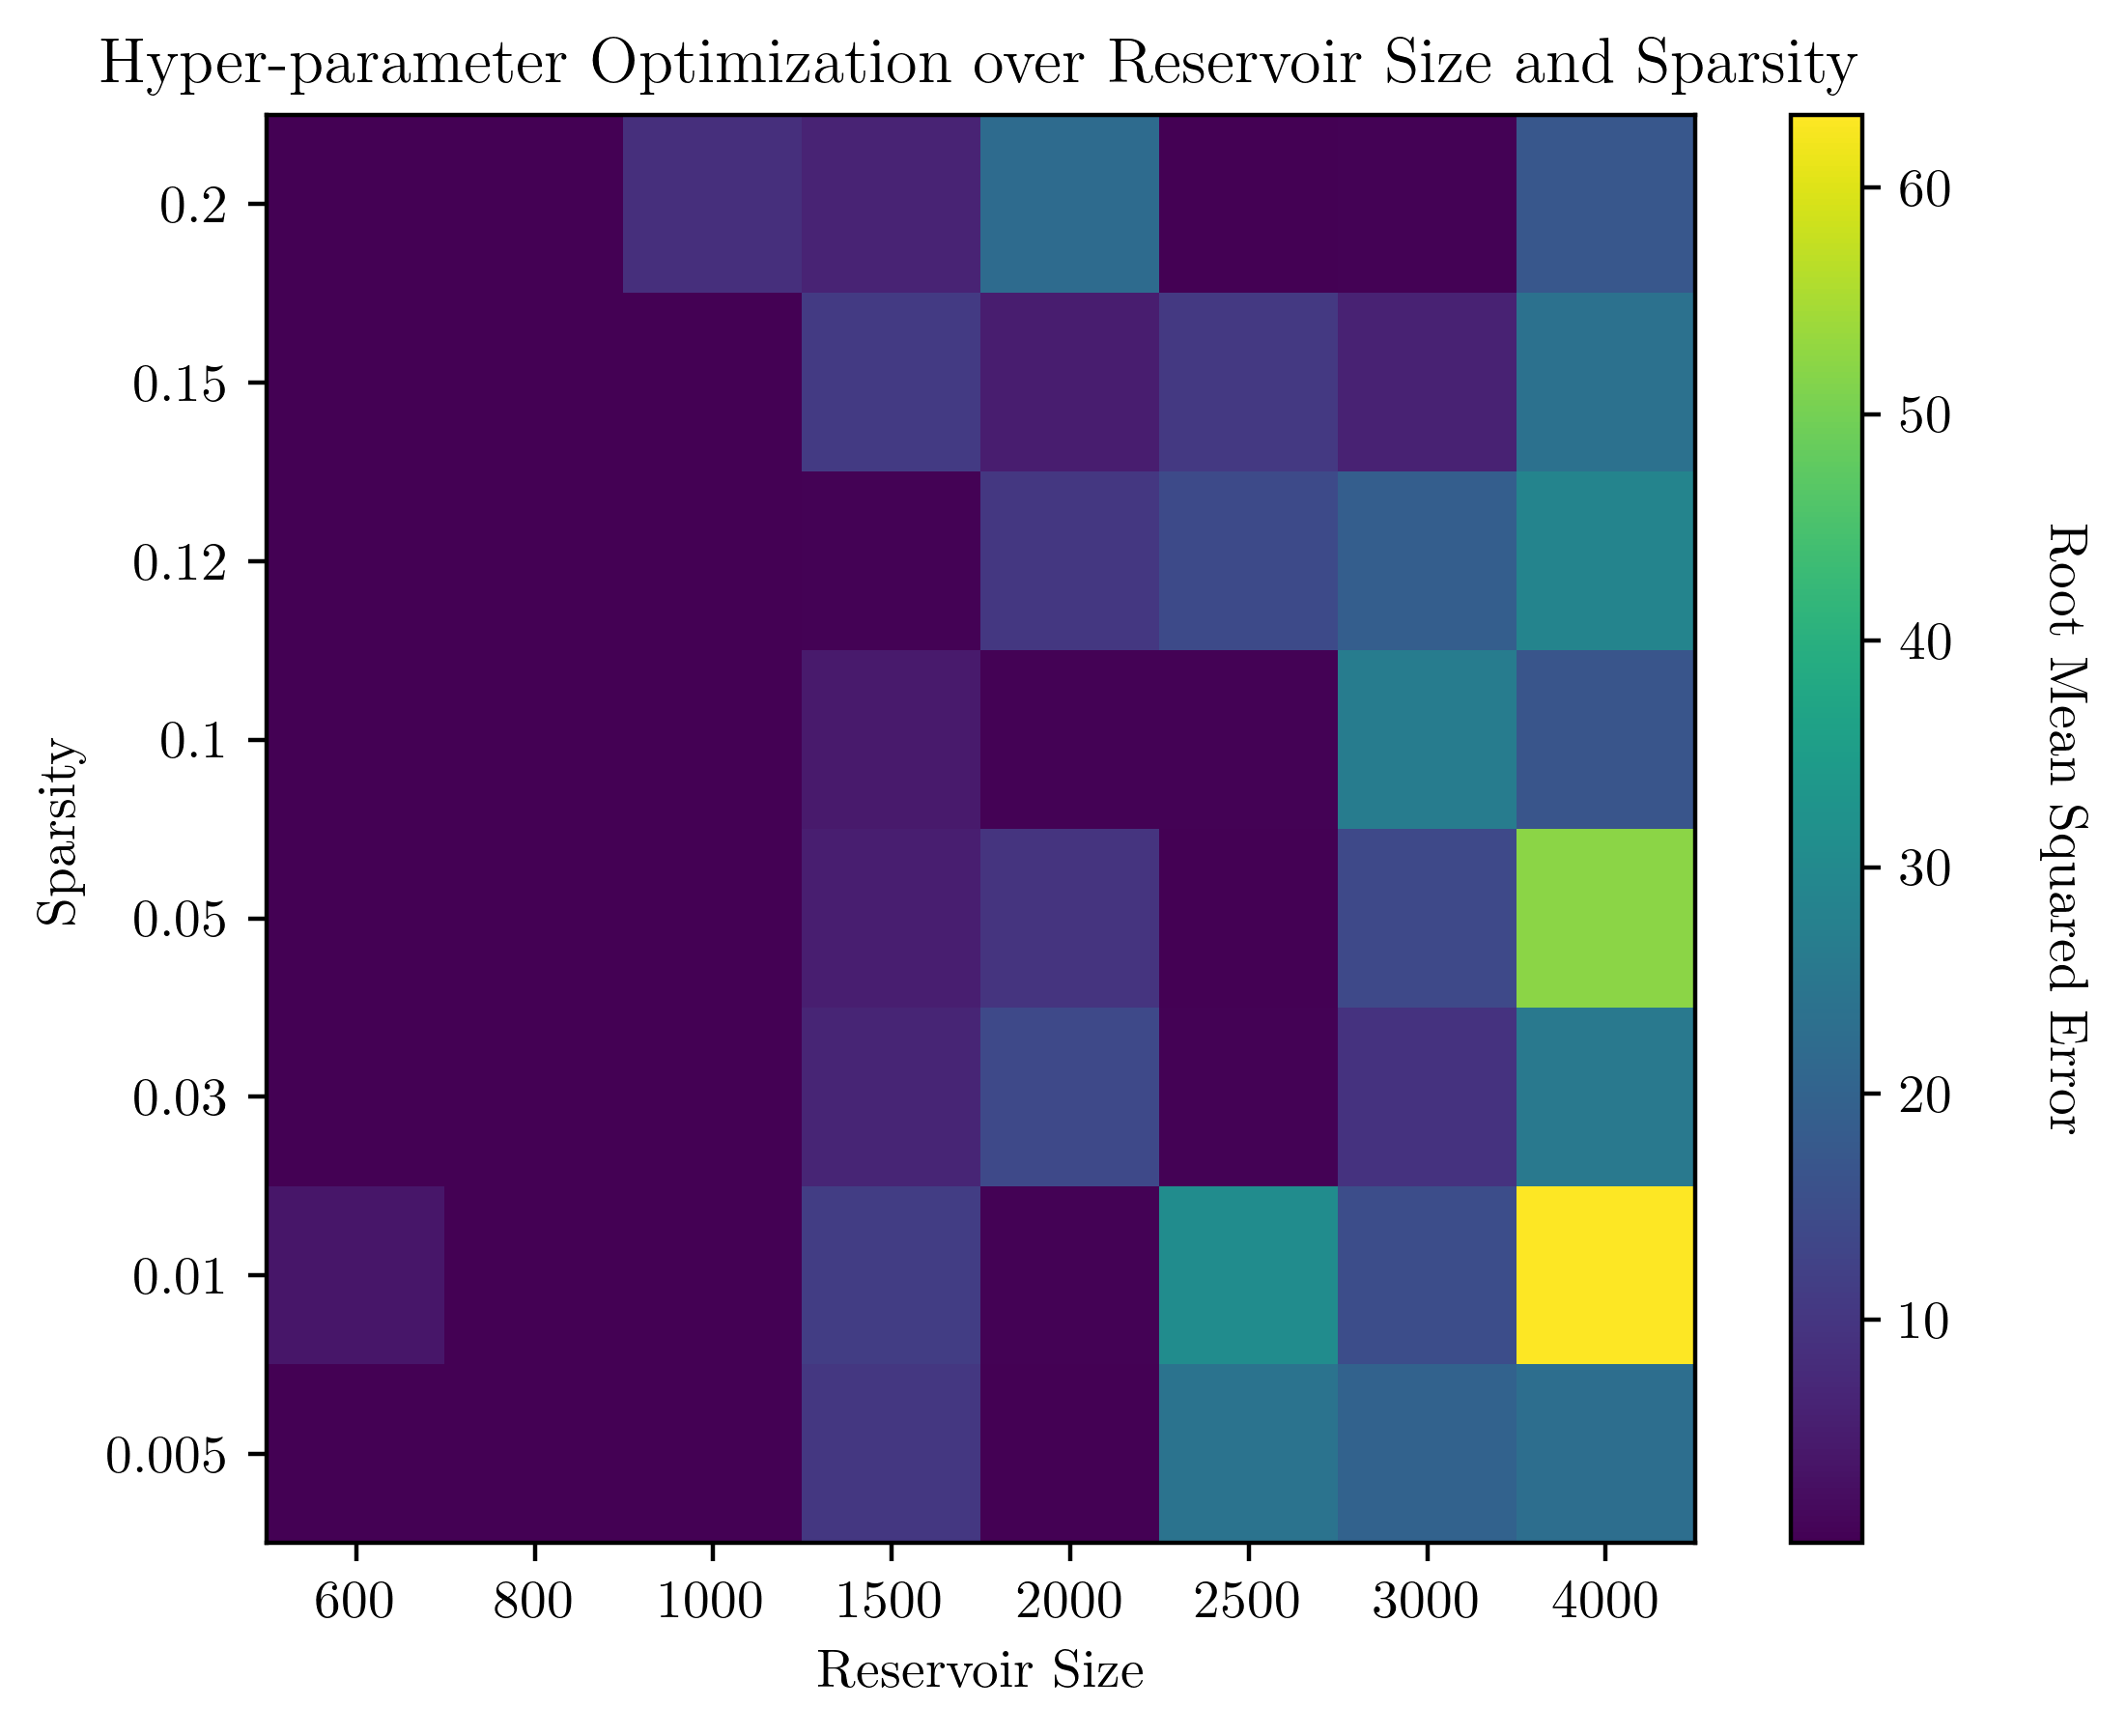 Hyper-parameter Optimization over Reservoir Size and Sparsity
Sparsity
0.2
0.15
0.12
0.1
0.05
0.03
0.01
0.005
600 800 1000 1500 2000 2500 3000 4000
Reservoir Size
60
50
40
30
20
10
Root Mean Squared Error